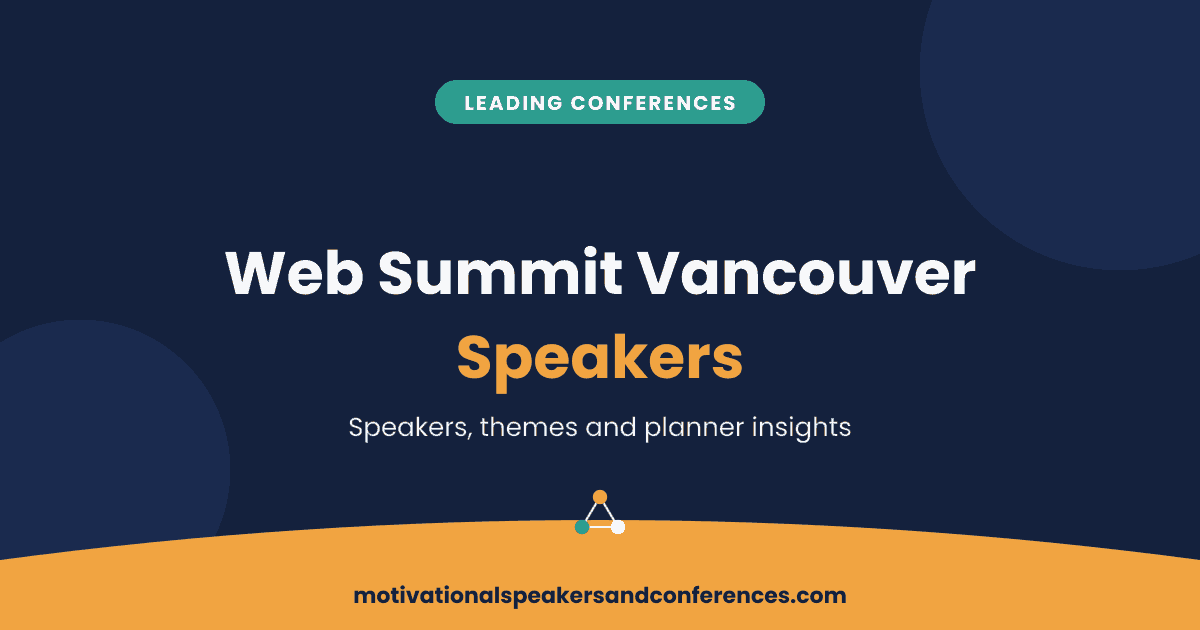 LEADING CONFERENCES
Web Summit Vancouver
Speakers
Speakers, themes and planner insights
motivationalspeakersandconferences.com